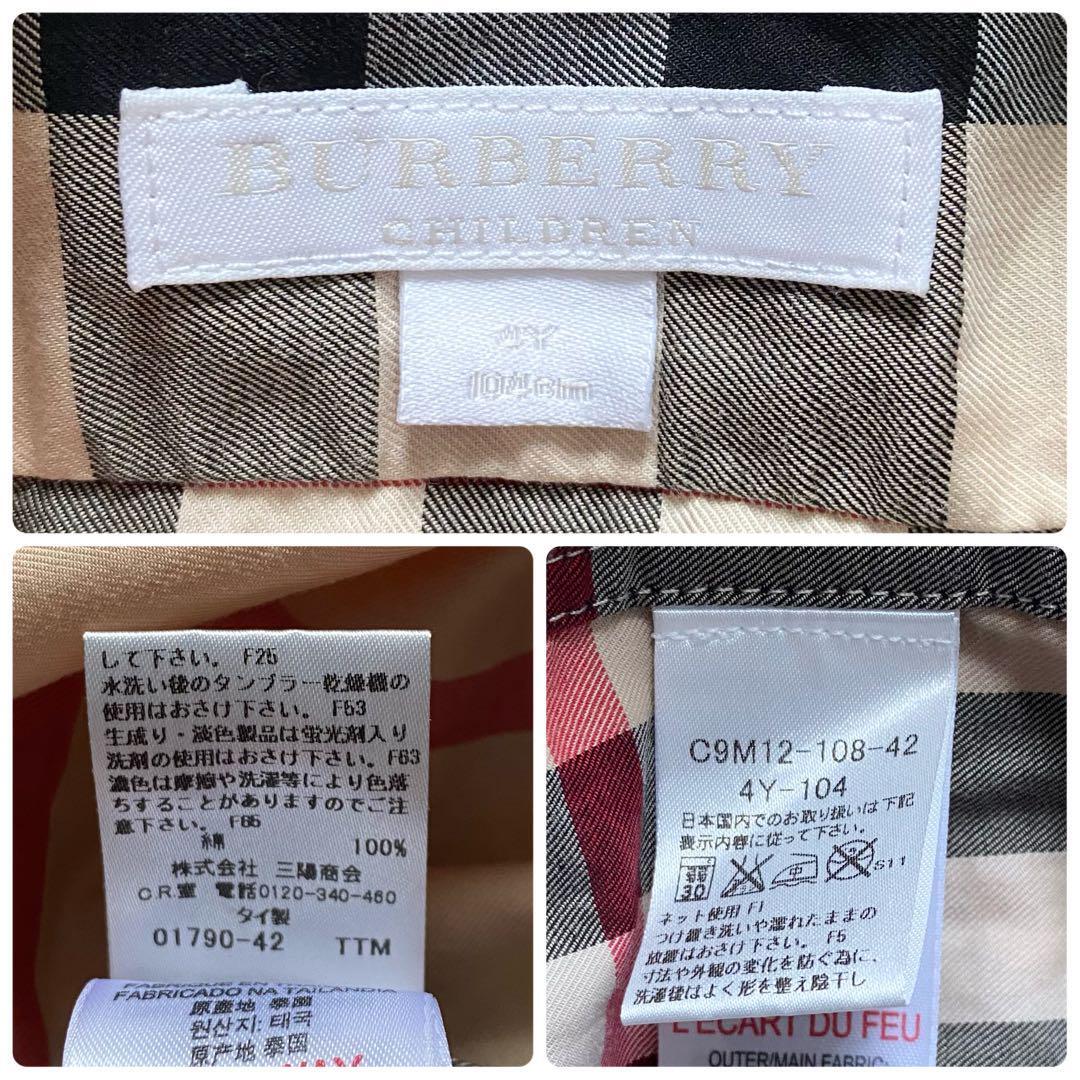 BURBERRY
CHILDREN
4Y
104cm
して下さい。 F25
水洗い後のタンブラー乾燥機の
使用はおさけ下さい。 F53
生成り・淡色製品は蛍光剤入り
洗剤の使用はおさけ下さい。 F63
濃色は摩擦や洗濯等により色落
ちすることがありますのでご注
意下さい。 F65
綿 100%
株式会社 三陽商会
C.R.室 電話0120-340-460
タイ製
01790-42 TTM
FABRIQUÉ EN
FABRICADO NA TAILANDIA
原産地 泰国
원산지: 태국
原产地 泰国
C9M12-108-42
4Y-104
日本国内でのお取り扱いは下記
表示内容に従って下さい。
30 中 S11
ネット使用 F1
つけ置き洗いや濡れたままの
放置はおさけ下さい。 F5
寸法や外観の変化を防ぐ為に、
洗濯後はよく形を整え陰干し
L'ECART DU FEU
OUTER/MAIN FABRIC: